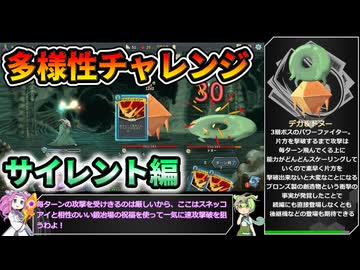 多様性チャレンジ
30
サイレント編
毎ターンの攻撃を受けきるのは厳しいから、ここはスネッコ
アイと相性のいい鍛冶場の祝福を使って一気に速攻撃破を狙
うわよ！
デカ&ドヌー
3層ボスのパワーファイター。
片方を撃破するまで攻撃は
毎ターン飛んでくる上に
能力がどんどんスケーリングして
いくので素早く片方を
撃破出来ないと大変なことになる
ブロンズ製の創造物という衝撃の
事実が発覚したことで
続編にも直接登場しなくとも
後継機などの登場も期待できる